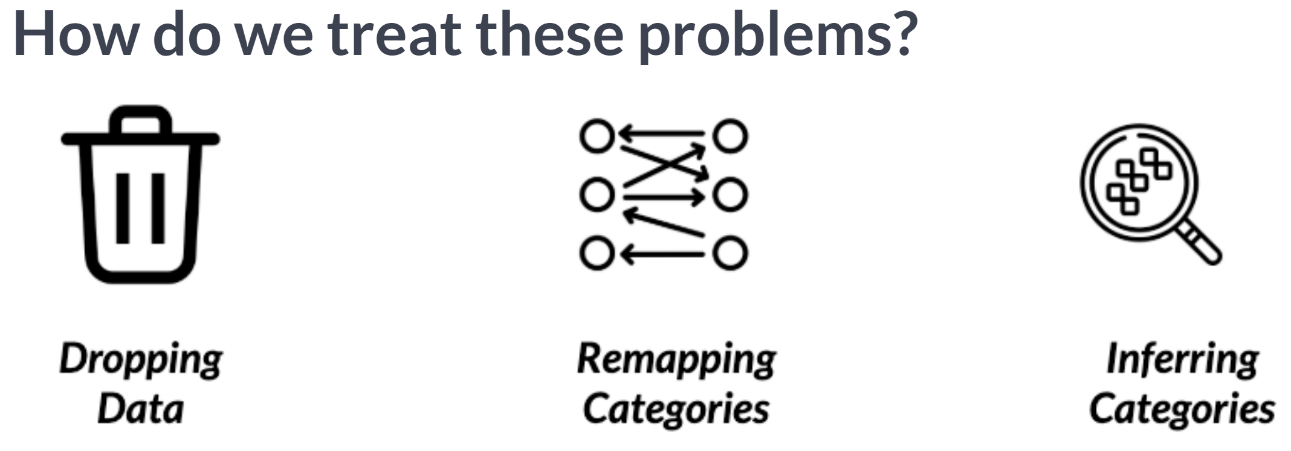 How do we treat these problems?
Dropping
Data
Remapping
Categories
Inferring
Categories